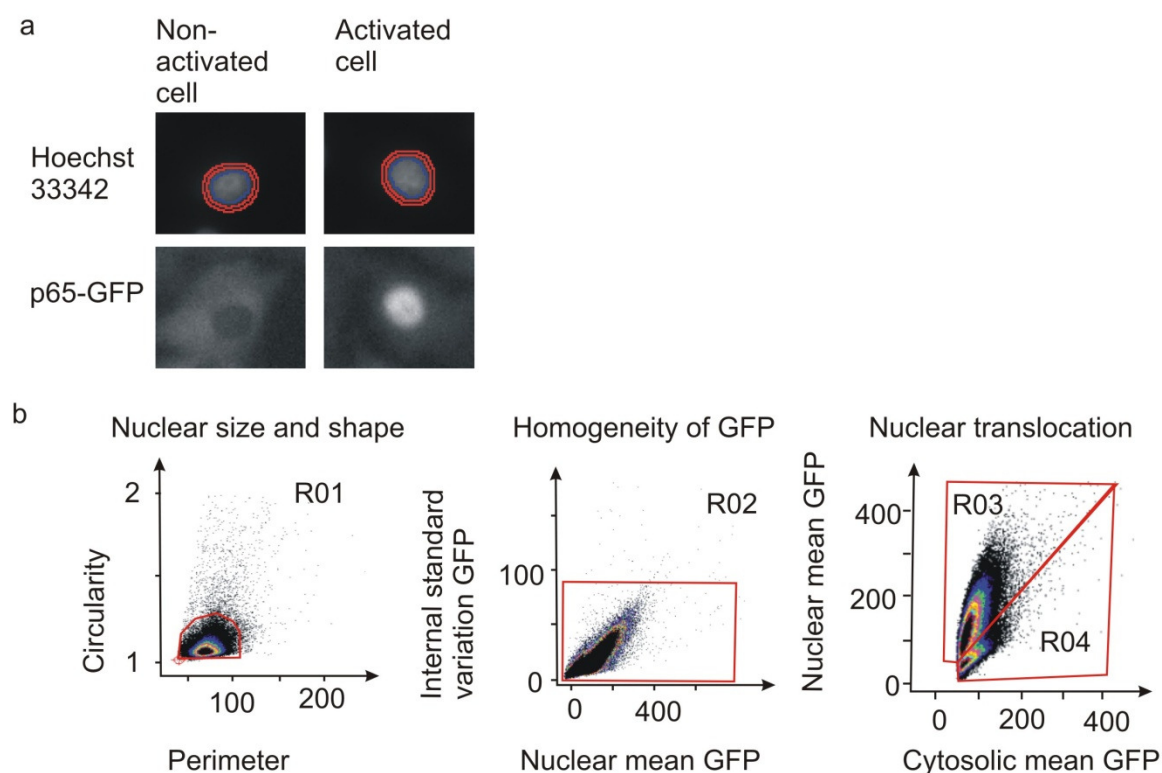 a
Non-
activated
cell
Activated
cell
Hoechst
33342
p65-GFP
b
Nuclear size and shape
Circularity
2
1
R01
100
200
Perimeter
Homogeneity of GFP
Internal standard
variation GFP
100
0
R02
0
400
Nuclear mean GFP
Nuclear translocation
Nuclear mean GFP
400
200
0
R03
R04
0
200
400
Cytosolic mean GFP